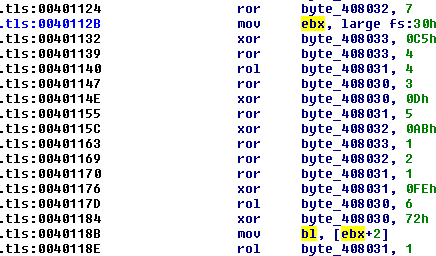 .tls:00401124 ror byte_408032, 7
.tls:0040112B mov ebx, large fs:30h
.tls:00401132 xor byte_408033, 0C5h
.tls:00401139 ror byte_408033, 4
.tls:00401140 rol byte_408031, 4
.tls:00401147 ror byte_408030, 3
.tls:0040114E xor byte_408030, 0Dh
.tls:00401155 ror byte_408031, 5
.tls:0040115C xor byte_408032, 0ABh
.tls:00401163 ror byte_408033, 1
.tls:00401169 ror byte_408032, 2
.tls:00401170 ror byte_408031, 1
.tls:00401176 xor byte_408031, 0FEh
.tls:0040117D rol byte_408030, 6
.tls:00401184 xor byte_408030, 72h
.tls:0040118B mov bl, [ebx+2]
.tls:0040118E rol byte_408031, 1